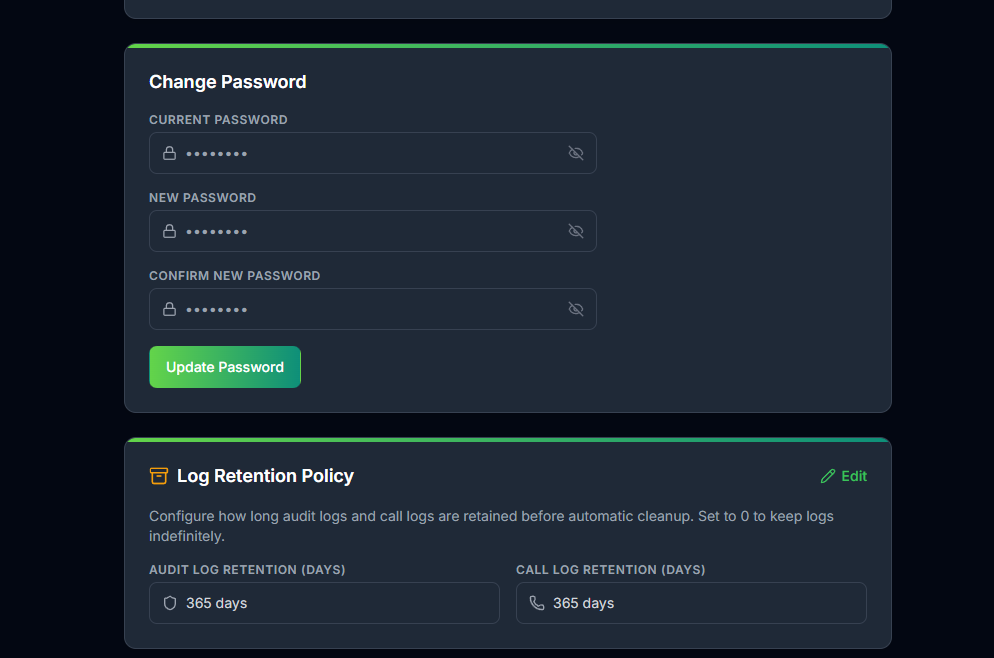 Change Password
CURRENT PASSWORD
••••••••
NEW PASSWORD
••••••••
CONFIRM NEW PASSWORD
••••••••
Update Password
Log Retention Policy
Edit
Configure how long audit logs and call logs are retained before automatic cleanup. Set to 0 to keep logs
indefinitely.
AUDIT LOG RETENTION (DAYS)
CALL LOG RETENTION (DAYS)
365 days
365 days